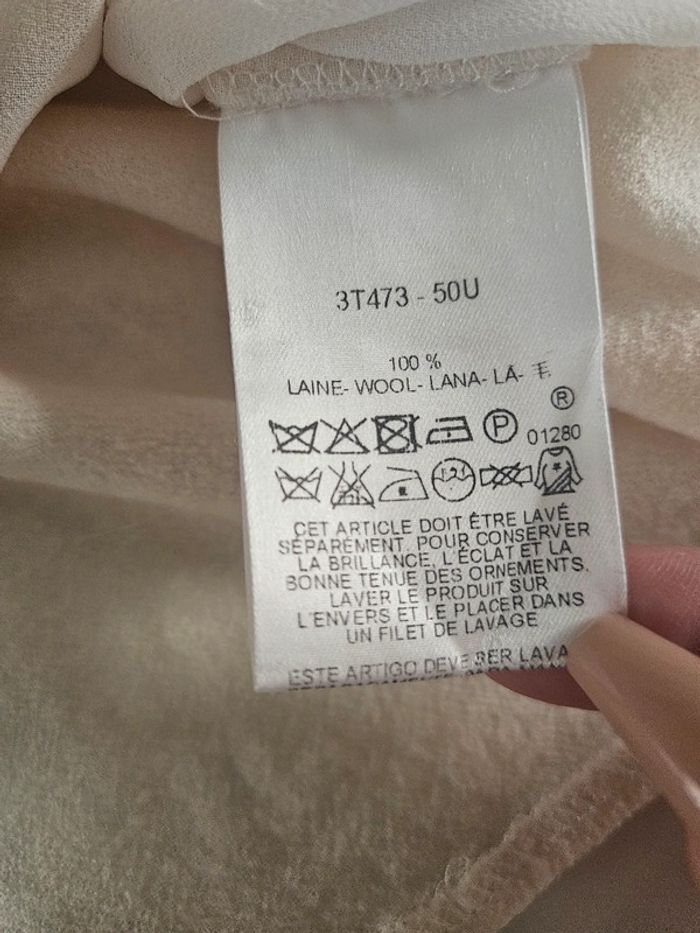 3T473 - 50U
100 %
LAINE- WOOL- LANA- LÃ- 毛
®
P 01280
CET ARTICLE DOIT ÊTRE LAVÉ
SÉPARÉMENT. POUR CONSERVER
LA BRILLANCE, L'ÉCLAT ET LA
BONNE TENUE DES ORNEMENTS,
LAVER LE PRODUIT SUR
L'ENVERS ET LE PLACER DANS
UN FILET DE LAVAGE
ESTE ARTIGO DEVE SER LAVA